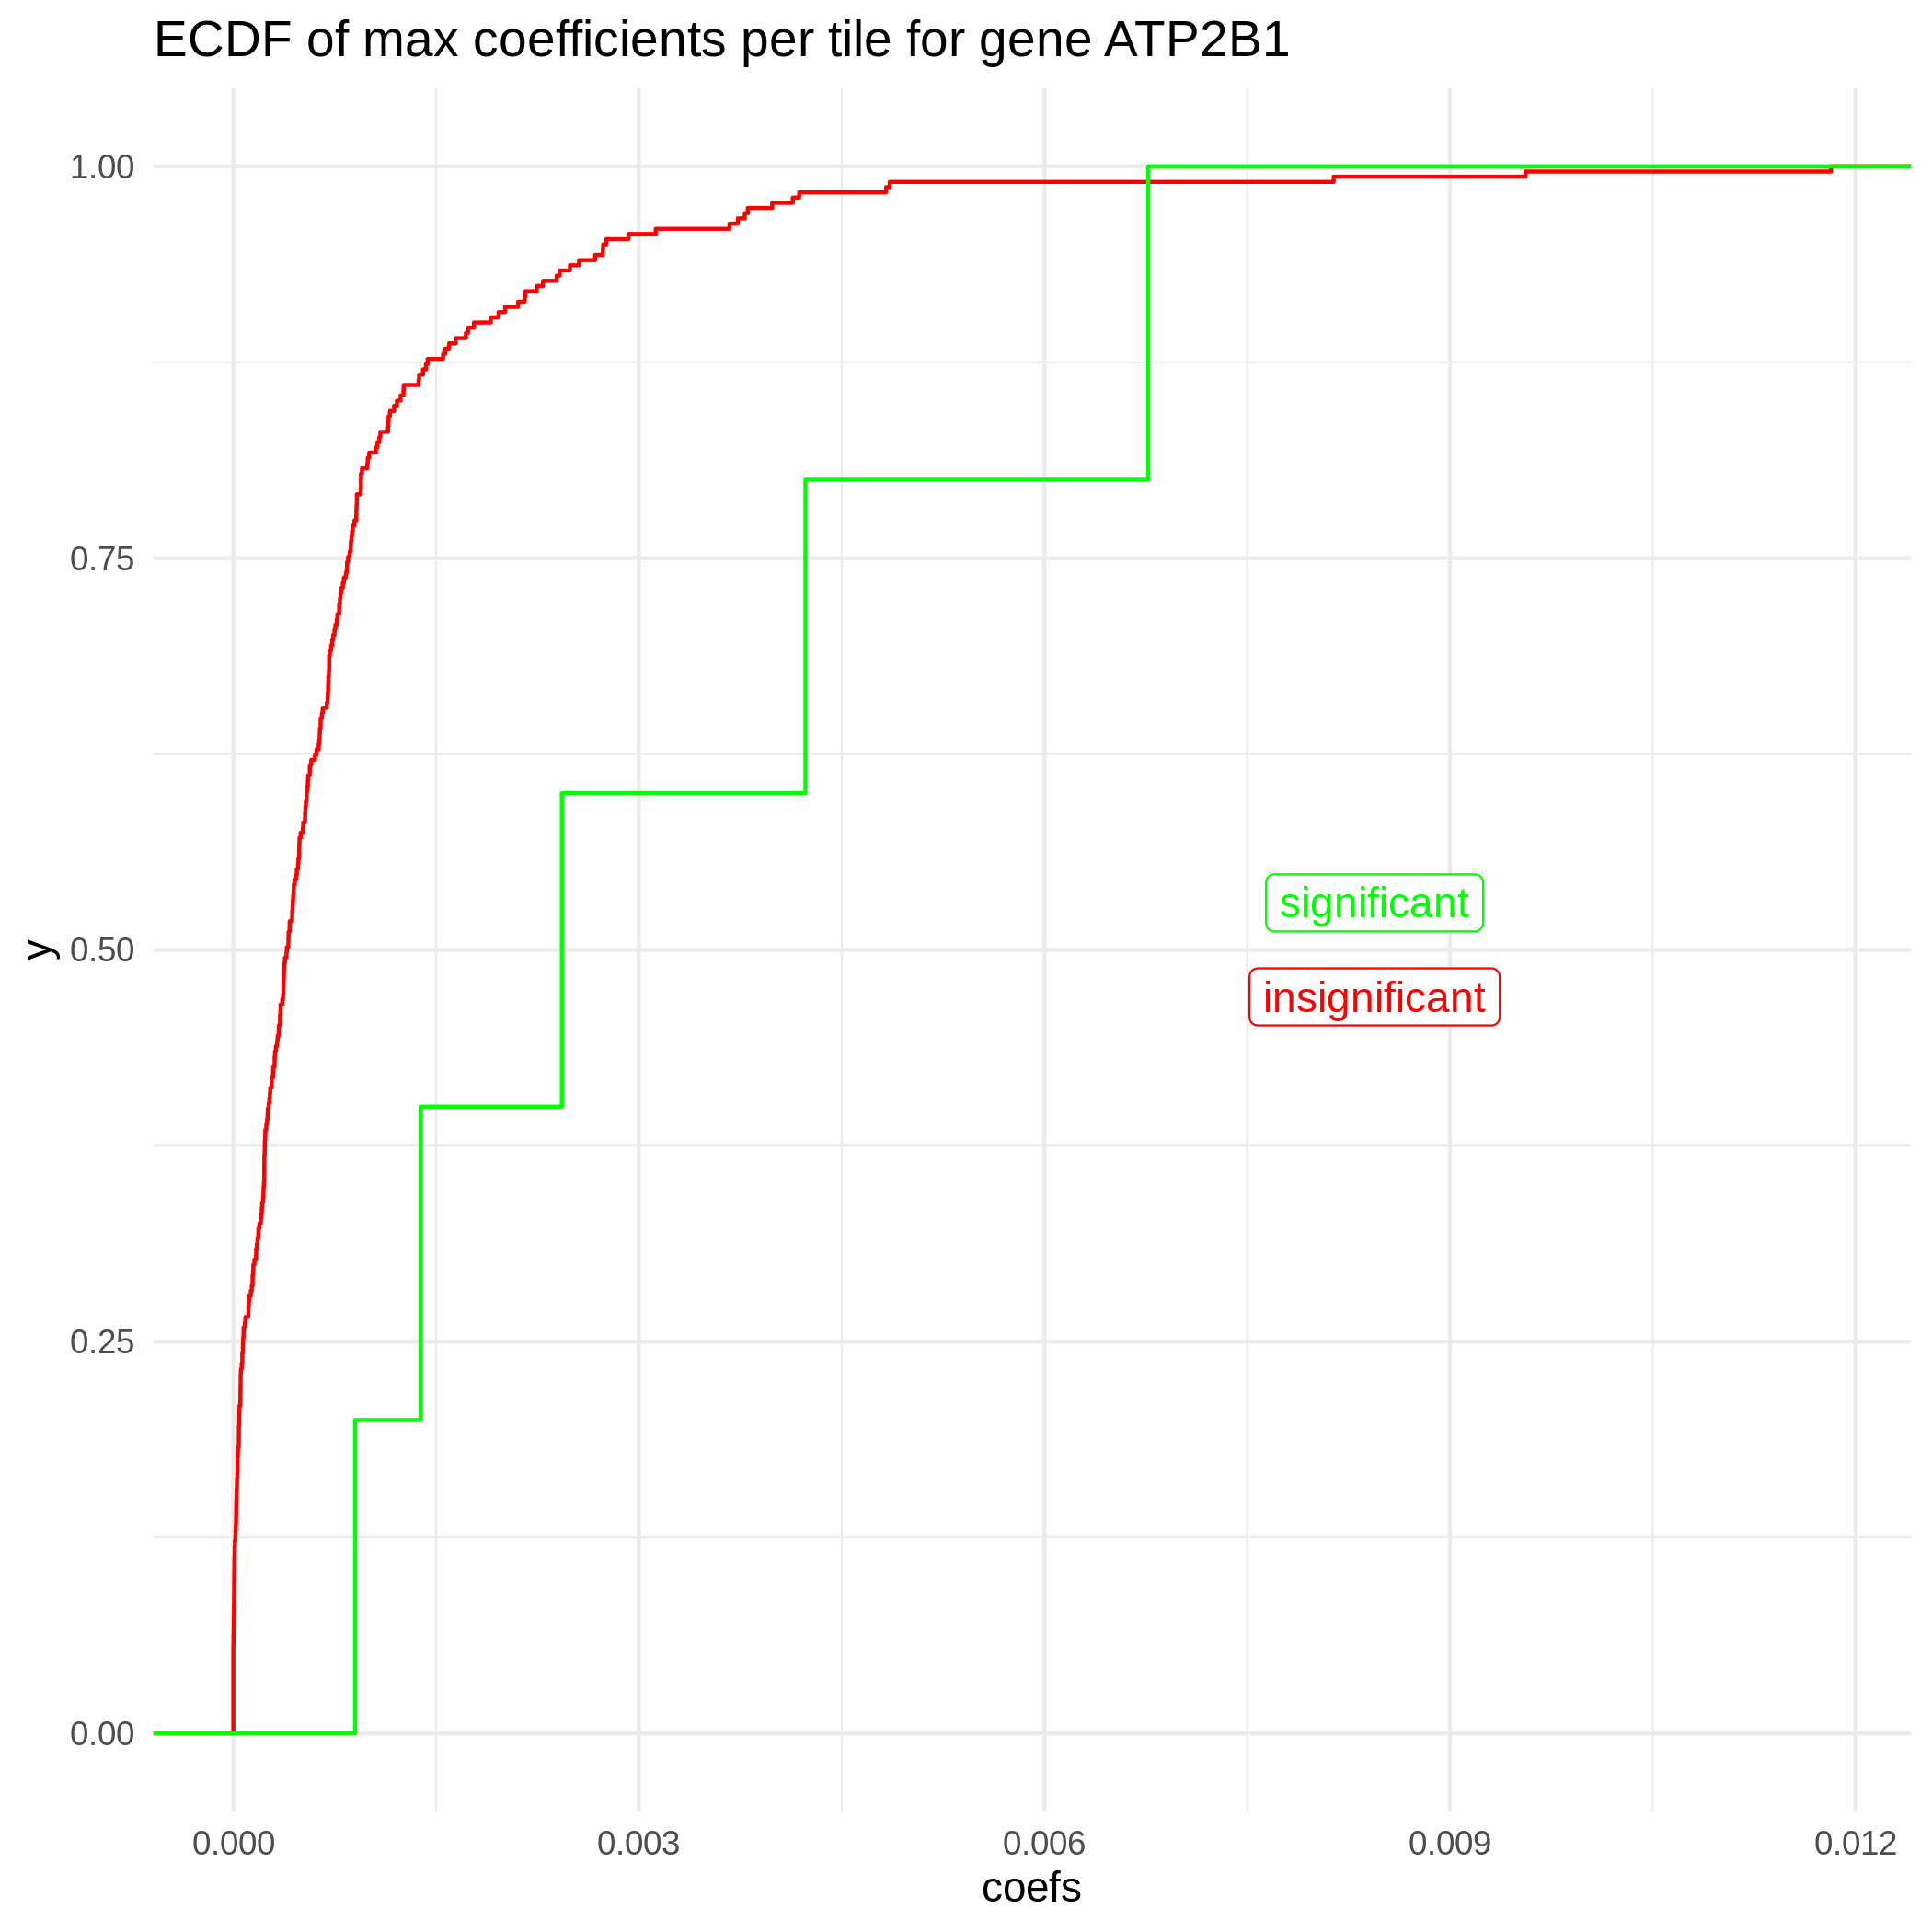 ECDF of max coefficients per tile for gene ATP2B1
1.00
0.75
0.50
0.25
0.00
y
significant
insignificant
0.000 0.003 0.006 0.009 0.012
coefs